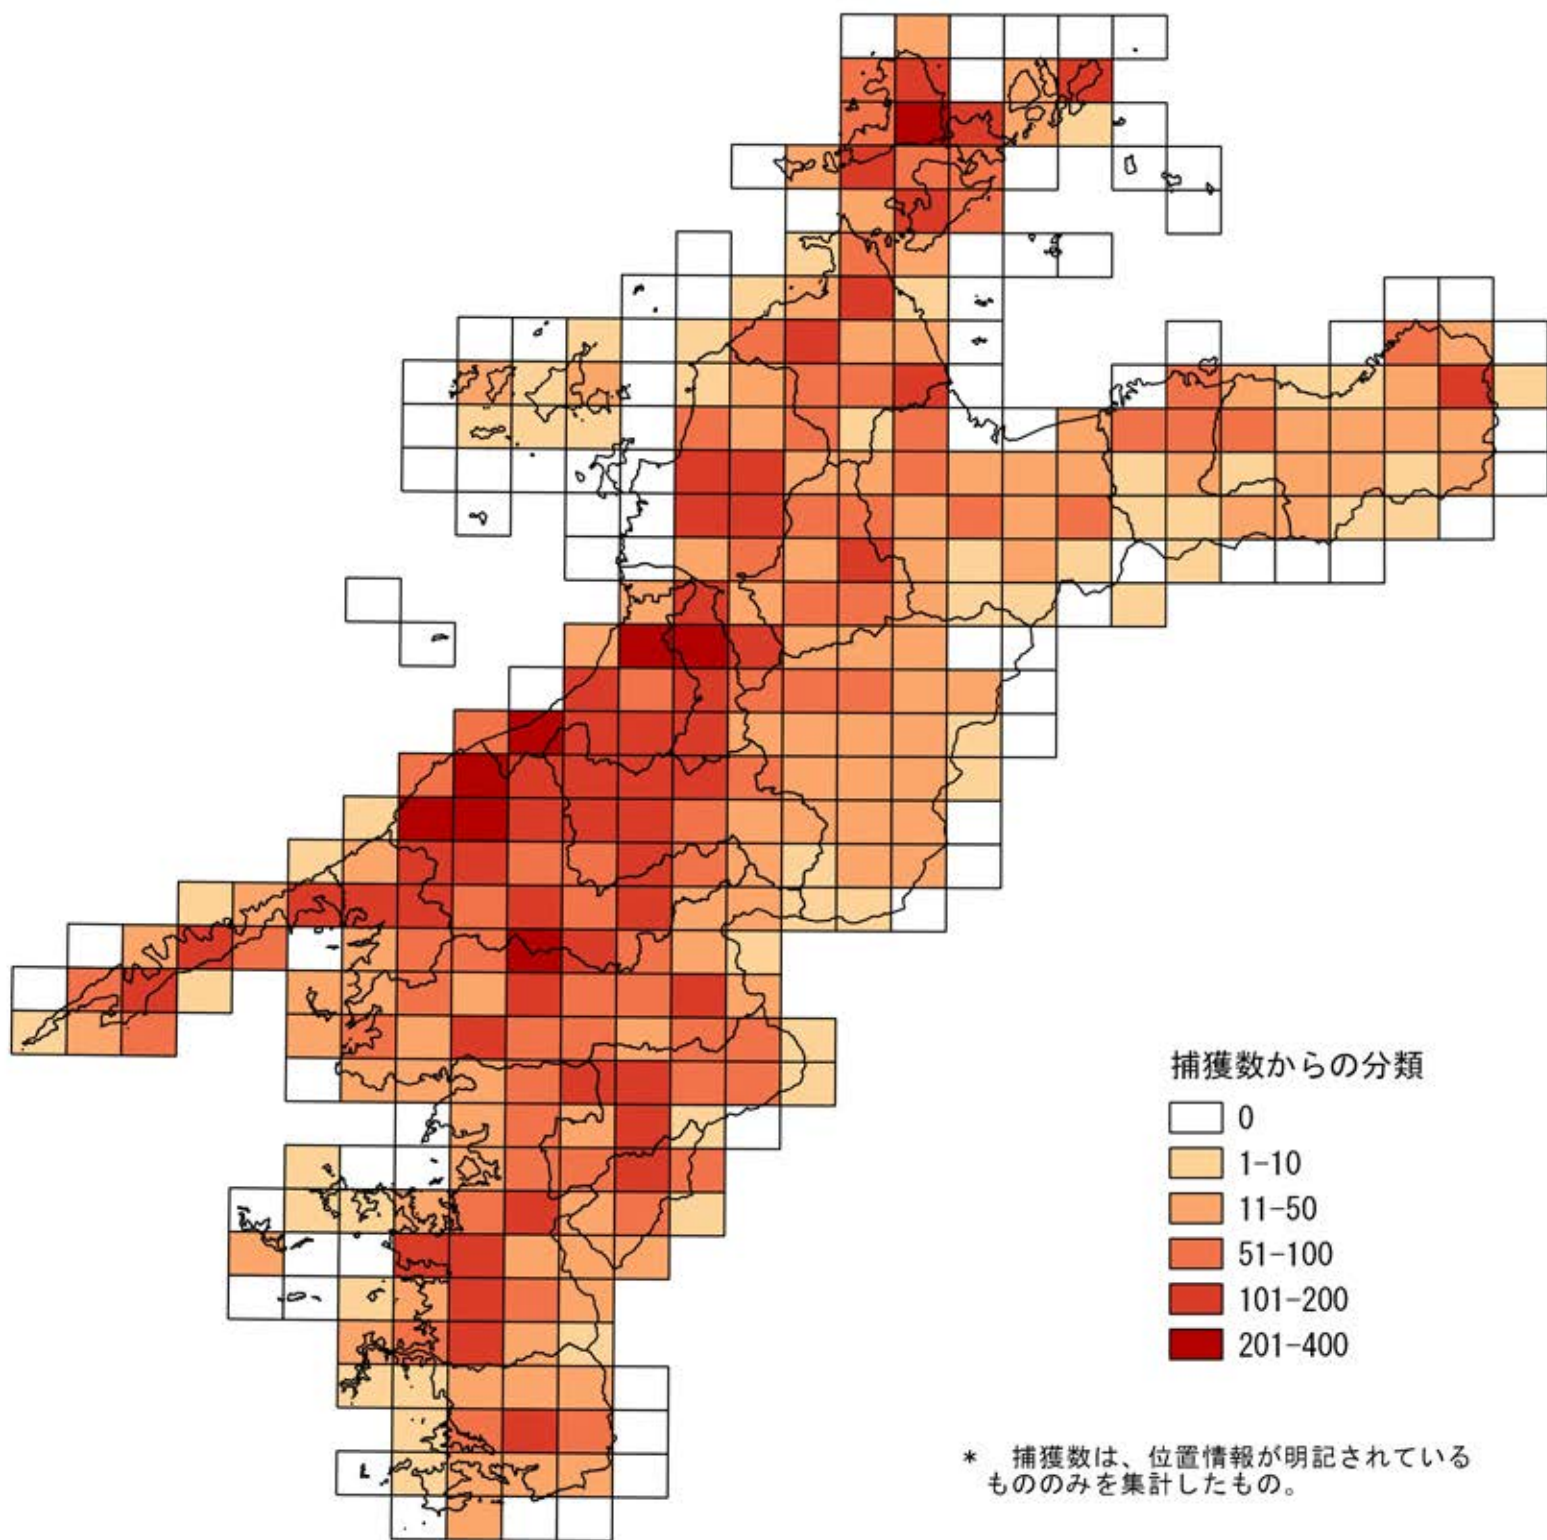 捕獲数からの分類
0
1-10
11-50
51-100
101-200
201-400
* 捕獲数は、位置情報が明記されている
もののみを集計したもの。